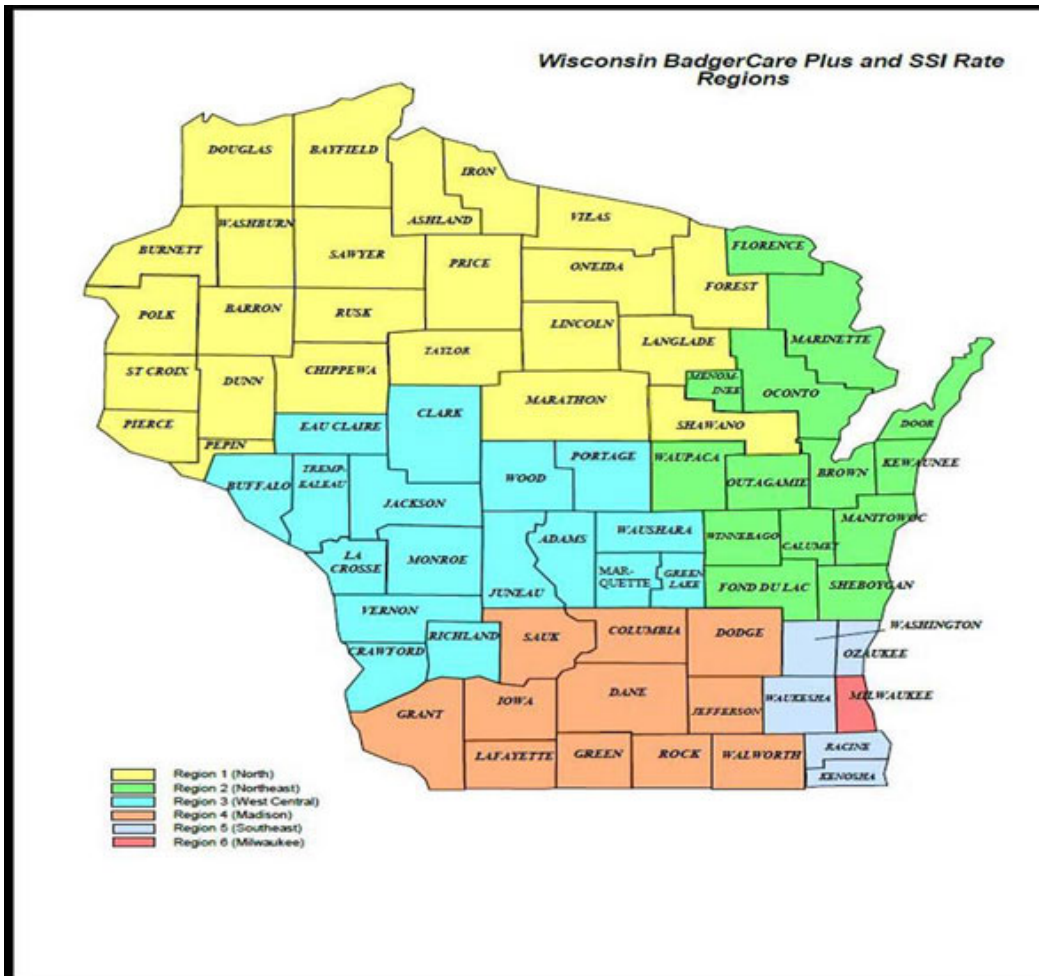 Wisconsin BadgerCare Plus and SSI Rate
Regions
DOUGLAS
BAYFIELD
IRON
ASHLAND
VILAS
WASHBURN
BURNETT
SAWYER
PRICE
ONEIDA
FLORENCE
FOREST
POLK
BARRON
RUSK
LINCOLN
LANGLADE
MARINETTE
TAYLOR
ST CROIX
DUNN
CHIPPEWA
MENOM-
INEE
OCONTO
MARATHON
CLARK
PIERCE
EAU CLAIRE
SHAWANO
DOOR
PEPIN
PORTAGE
WAUPACA
KEWAUNEE
BROWN
BUFFALO
TREMP-
EALEAU
WOOD
OUTAGAMIE
JACKSON
MANITOWOC
WAUSHARA
ADAMS
WINNEBAGO
CALUMET
LA
CROSSE
MONROE
MAR-
QUETTE
GREEN
LAKE
JUNEAU
FOND DU LAC
SHEBOYGAN
VERNON
RICHLAND
SAUK
COLUMBIA
DODGE
WASHINGTON
CRAWFORD
OZAUKEE
GRANT
IOWA
DANE
JEFFERSON
WAUKESHA
MILWAUKEE
LAFAYETTE
GREEN
ROCK
WALWORTH
RACINE
KENOSHA
Region 1 (North)
Region 2 (Northeast)
Region 3 (West Central)
Region 4 (Madison)
Region 5 (Southeast)
Region 6 (Milwaukee)